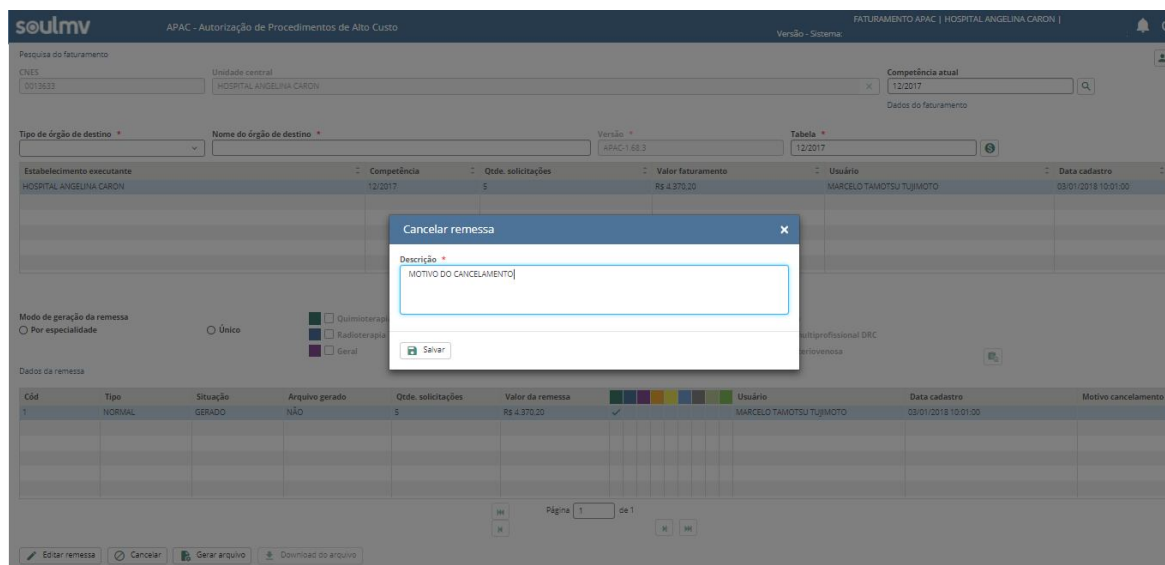 soulmv
APAC - Autorização de Procedimentos de Alto Custo
FATURAMENTO APAC | HOSPITAL ANGELINA CARON |
Versão - Sistema:
Pesquisa do faturamento
CNES
Unidade central
Competência atual
0013633
HOSPITAL ANGELINA CARON
12/2017
Dados do faturamento
Tipo de órgão de destino *
Nome do órgão de destino *
Versão *
Tabela *
APAC-1.68.3
12/2017
Estabelecimento executante
Competência
Qtde. solicitações
Valor faturamento
Usuário
Data cadastro
HOSPITAL ANGELINA CARON
12/2017
5
R$ 4.370,20
MARCELO TAMOTSU TUJIMOTO
03/01/2018 10:01:00
Cancelar remessa
Descrição *
MOTIVO DO CANCELAMENTO
Salvar
Modo de geração da remessa
Por especialidade
Único
Quimioterapi
Radioterapia
Geral
ultiprofissional DRC
eriovenosa
Dados da remessa
Cód
Tipo
Situação
Arquivo gerado
Qtde. solicitações
Valor da remessa
Usuário
Data cadastro
Motivo cancelamento
1
NORMAL
GERADO
NÃO
5
R$ 4.370,20
MARCELO TAMOTSU TUJIMOTO
03/01/2018 10:01:00
Página 1 de 1
Editar remessa
Cancelar
Gerar arquivo
Download do arquivo